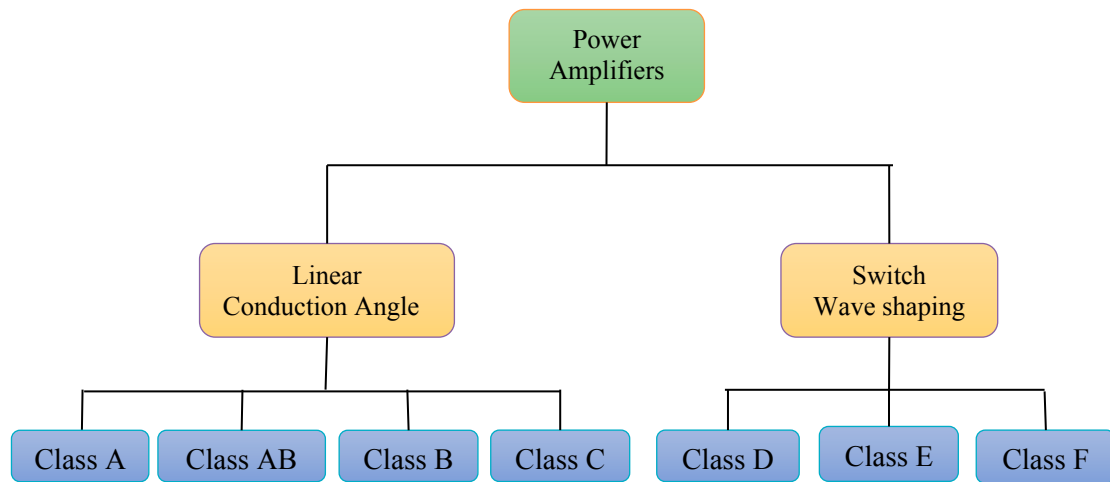 Power
Amplifiers
Linear
Conduction Angle
Switch
Wave shaping
Class A
Class AB
Class B
Class C
Class D
Class E
Class F